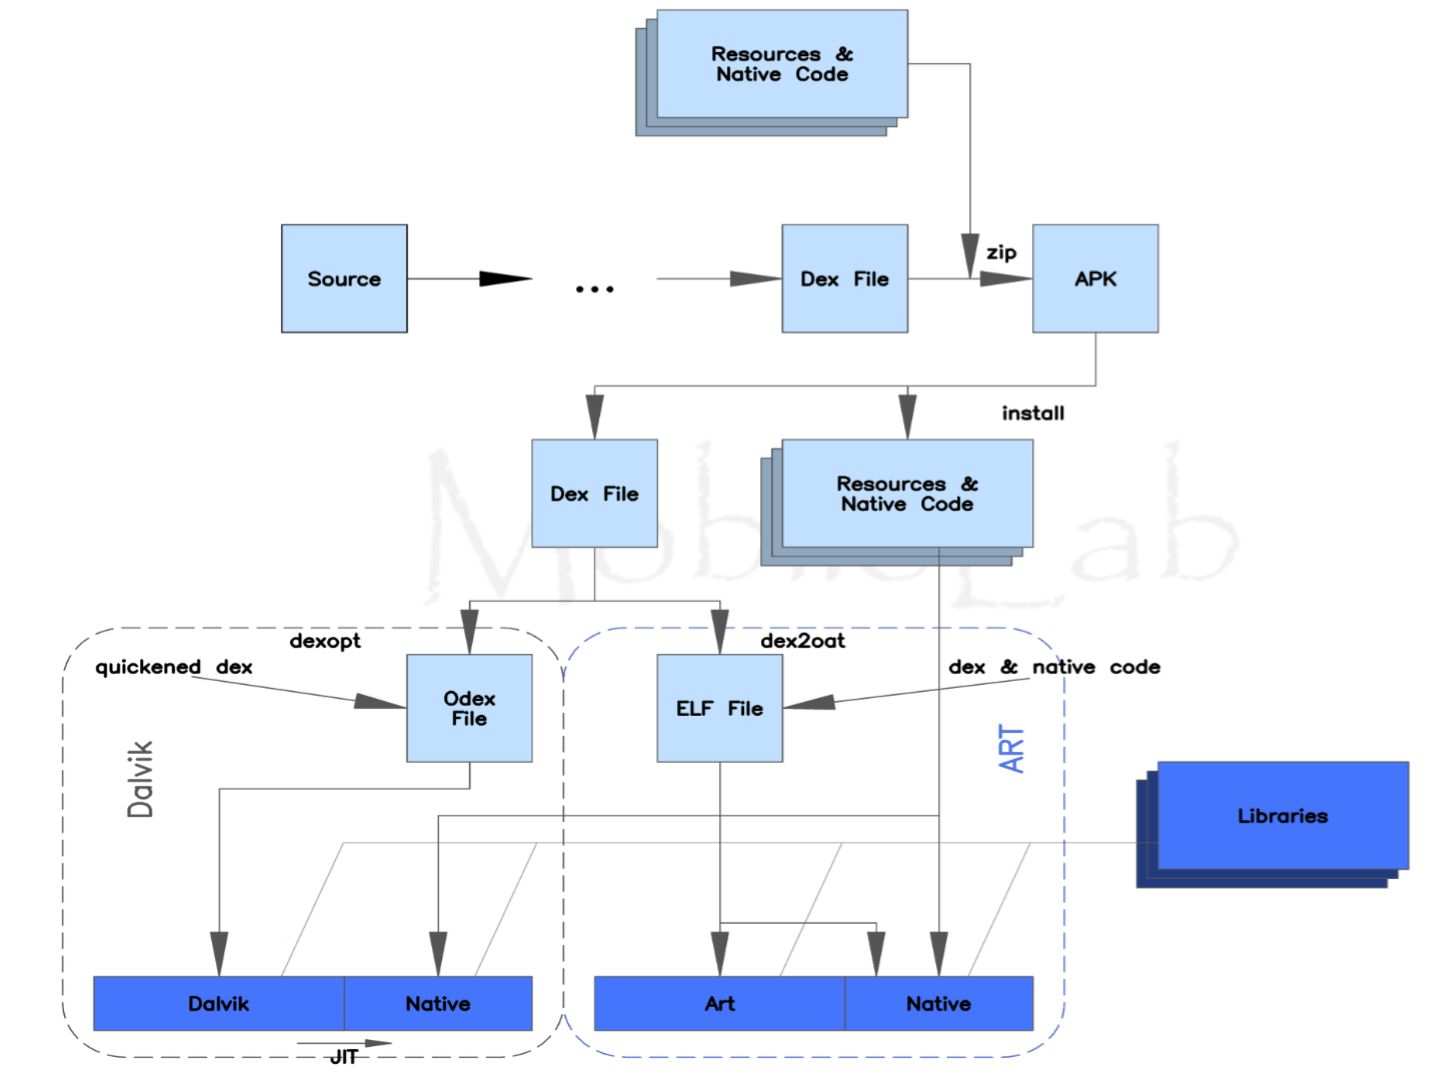 Resources &
Native Code
zip
Source
...
Dex File
APK
install
Dex File
Resources &
Native Code
MobileLab
dexopt
dex2oat
quickened dex
dex & native code
Odex
File
ELF File
Dalvik
ART
Libraries
Dalvik
Native
Art
Native
JIT